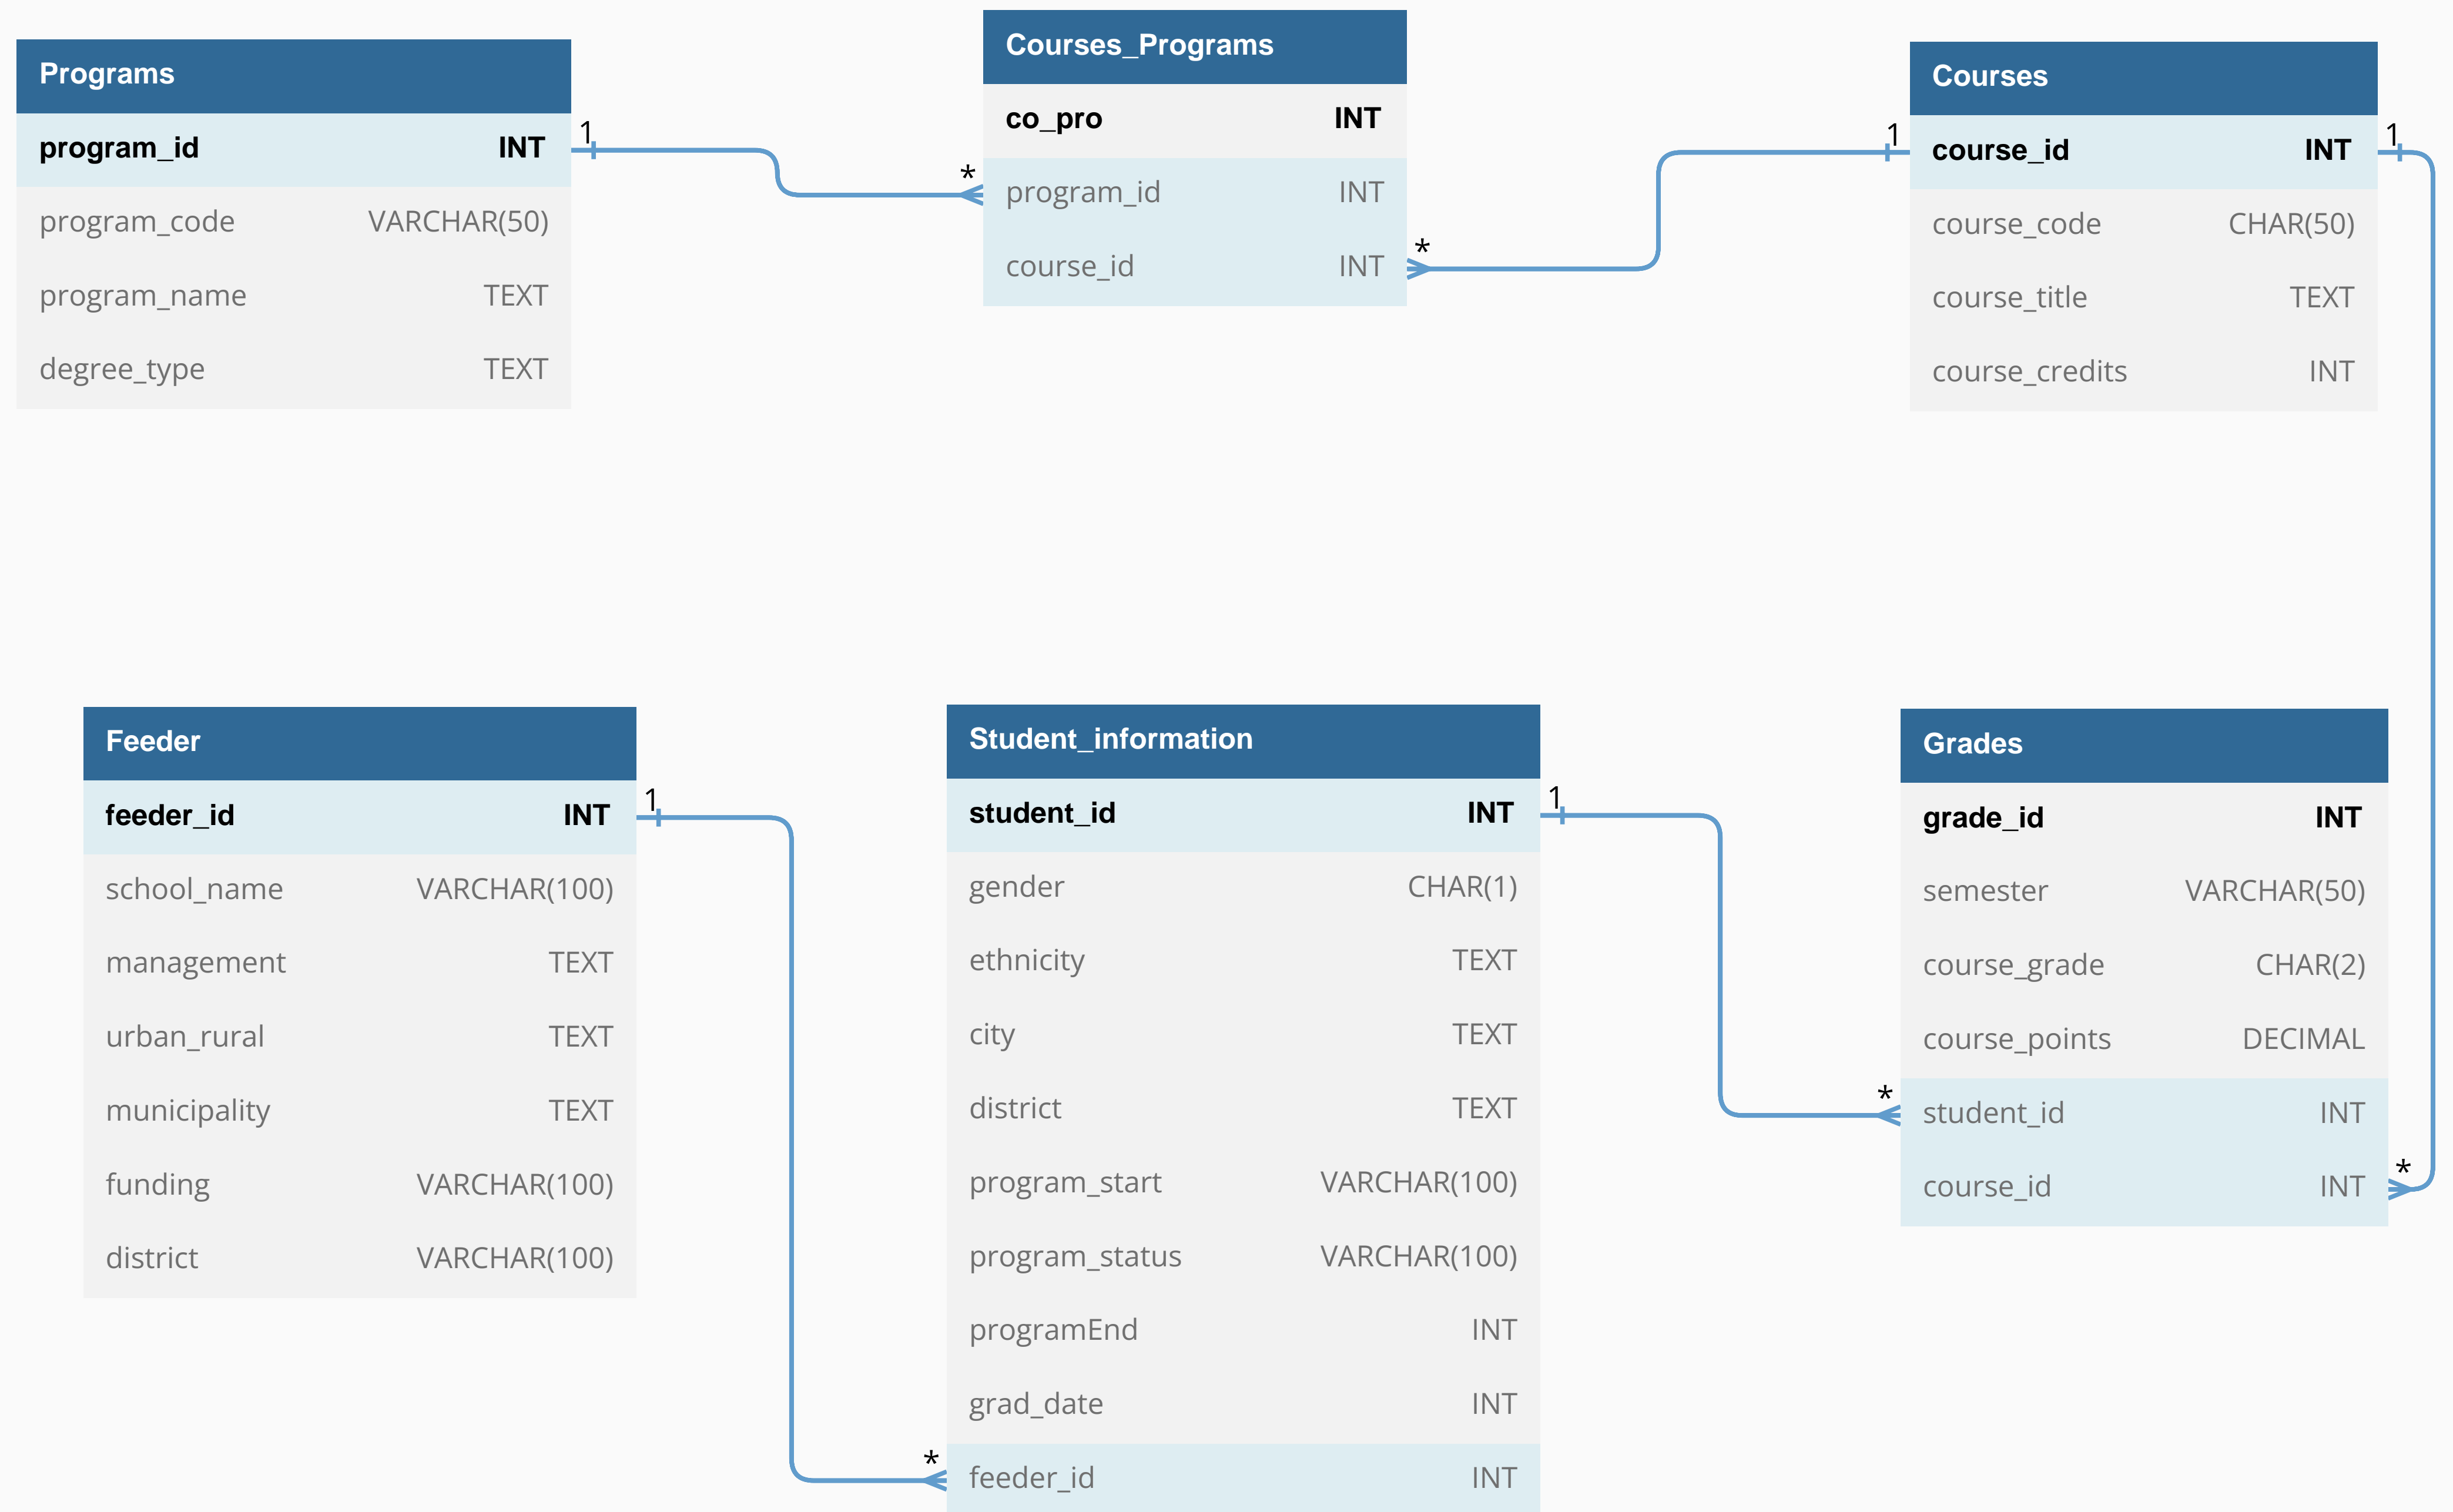 Programs
program_id INT
program_code VARCHAR(50)
program_name TEXT
degree_type TEXT
1
*
Courses_Programs
co_pro INT
program_id INT
course_id INT
*
1
Courses
course_id INT
course_code CHAR(50)
course_title TEXT
course_credits INT
1
Feeder
feeder_id INT
school_name VARCHAR(100)
management TEXT
urban_rural TEXT
municipality TEXT
funding VARCHAR(100)
district VARCHAR(100)
1
*
Student_information
student_id INT
gender CHAR(1)
ethnicity TEXT
city TEXT
district TEXT
program_start VARCHAR(100)
program_status VARCHAR(100)
programEnd INT
grad_date INT
feeder_id INT
1
*
Grades
grade_id INT
semester VARCHAR(50)
course_grade CHAR(2)
course_points DECIMAL
student_id INT
course_id INT
*